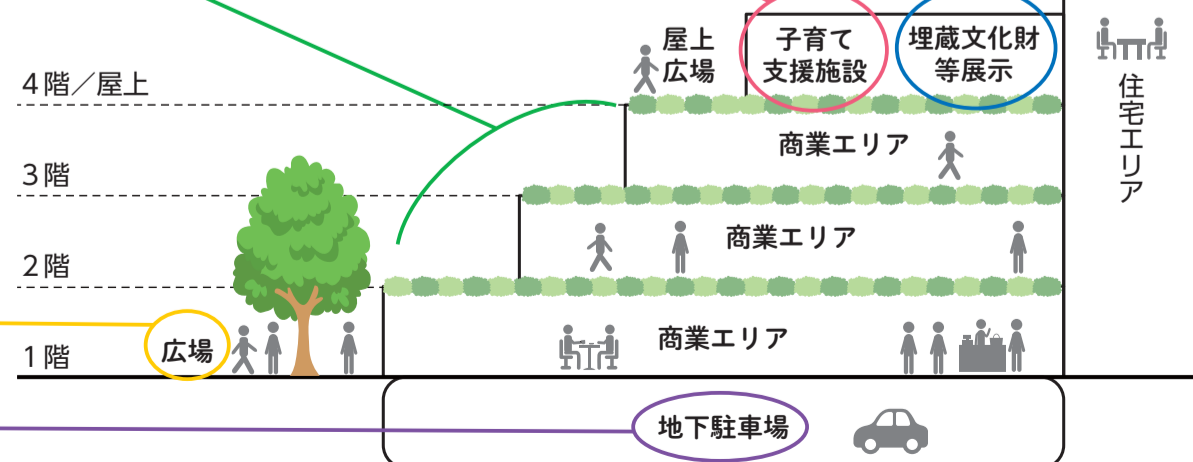 屋上
広場
子育て
支援施設
埋蔵文化財
等展示
住宅エリア
4階／屋上
商業エリア
3階
商業エリア
2階
商業エリア
1階
広場
地下駐車場